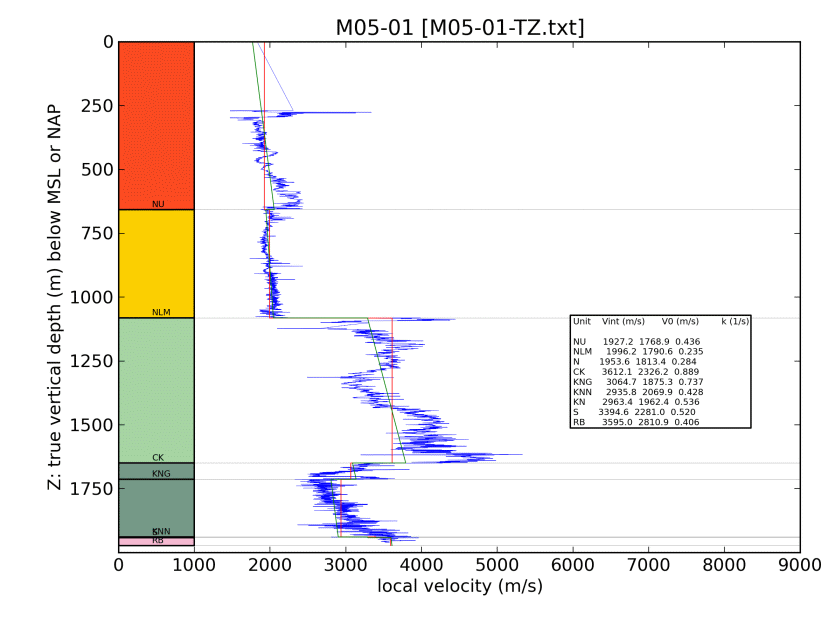 M05-01 [M05-01-TZ.txt]
Z: true vertical depth (m) below MSL or NAP
0
250
500
750
1000
1250
1500
1750
NU
NLM
CK
KNG
KNN
RB
Unit Vint (m/s) V0 (m/s) k (1/s)
NU 1927.2 1768.9 0.436
NLM 1996.2 1790.6 0.235
N 1953.6 1813.4 0.284
CK 3612.1 2326.2 0.889
KNG 3064.7 1875.3 0.737
KNN 2935.8 2069.9 0.428
KN 2963.4 1962.4 0.536
S 3394.6 2281.0 0.520
RB 3595.0 2810.9 0.406
0 1000 2000 3000 4000 5000 6000 7000 8000 9000
local velocity (m/s)